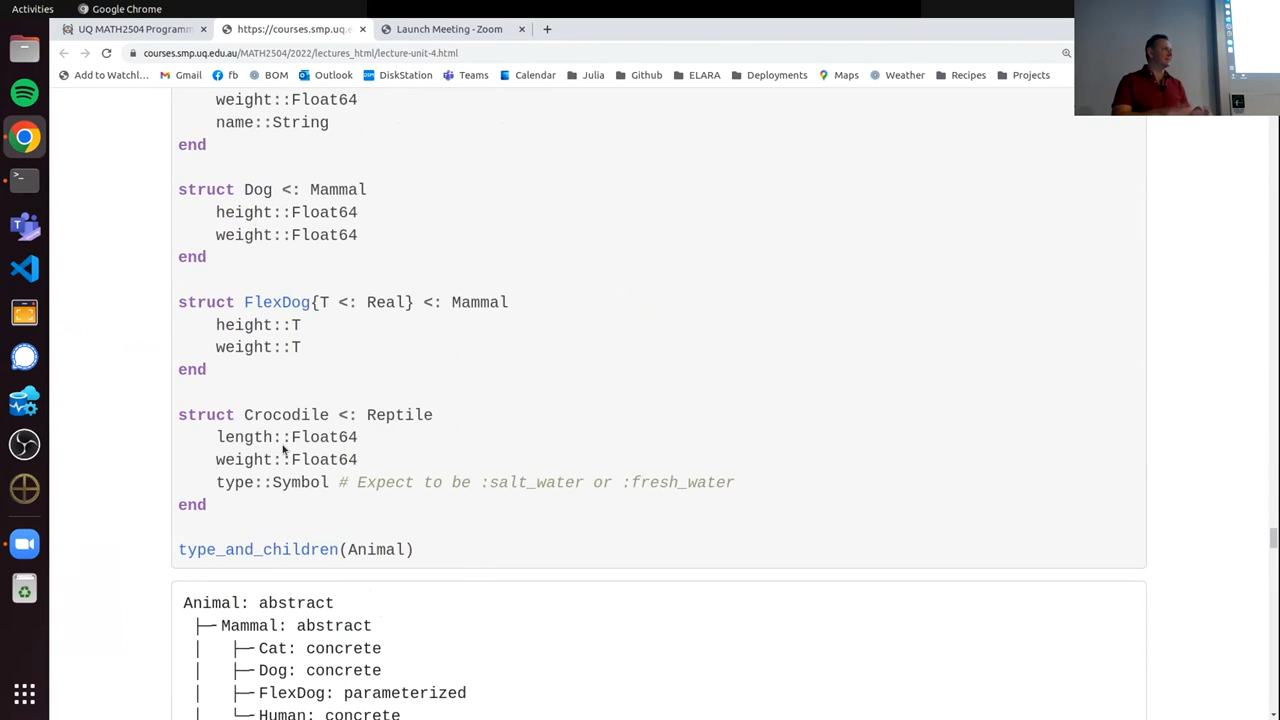 Activities
Google Chrome
UQ MATH2504 Programm
https://courses.smp.uq.e
Launch Meeting - Zoom
courses.smp.uq.edu.au/MATH2504/2022/lectures_html/lecture-unit-4.html
Add to Watchl...
Gmail
fb
BOM
Outlook
DiskStation
Teams
Calendar
Julia
Github
ELARA
Deployments
Maps
Weather
Recipes
Projects
weight::Float64
name::String
end
struct Dog <: Mammal
height::Float64
weight::Float64
end
struct FlexDog{T <: Real} <: Mammal
height::T
weight::T
end
struct Crocodile <: Reptile
length::Float64
weight::Float64
type::Symbol # Expect to be :salt_water or :fresh_water
end
type_and_children(Animal)
Animal: abstract
├─Mammal: abstract
│  ├─Cat: concrete
│  ├─Dog: concrete
│  ├─FlexDog: parameterized
│  └─Human: concrete